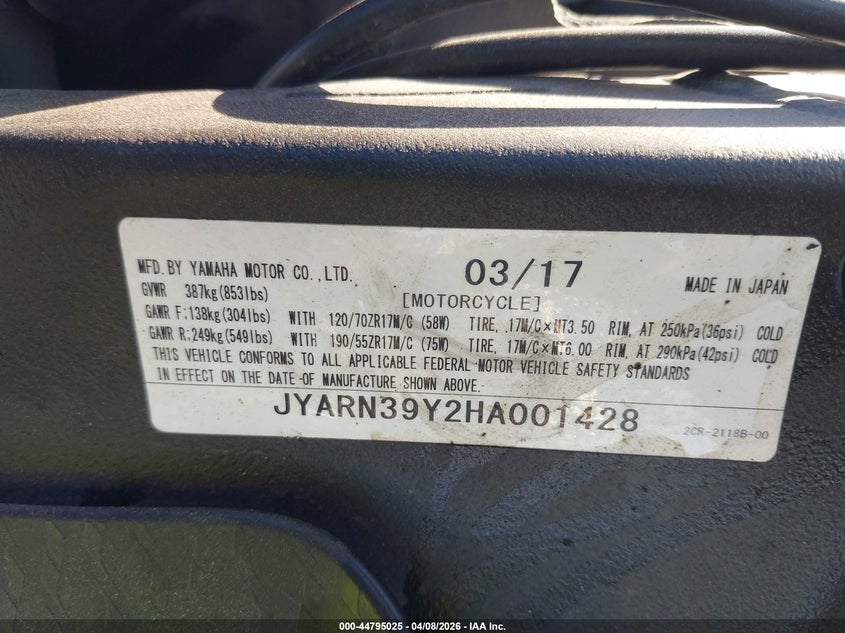 MFD. BY YAMAHA MOTOR CO.,LTD. 03/17 MADE IN JAPAN
GVWR 387kg(853lbs) [MOTORCYCLE]
GAWR F:138kg(304lbs) WITH 120/70ZR17M/C (58W) TIRE, .17M/C×MT3.50 RIM, AT 250kPa(36psi) COLD
GAWR R:249kg(549lbs) WITH 190/55ZR17M/C (75W) TIRE, 17M/C×MT6.00 RIM, AT 290kPa(42psi) COLD
THIS VEHICLE CONFORMS TO ALL APPLICABLE FEDERAL MOTOR VEHICLE SAFETY STANDARDS
IN EFFECT ON THE DATE OF MANUFACTURE SHOWN ABOVE.
JYARN39Y2HA001428 2CR-2118B-00
000-44795025 | 04/08/2026 | © IAA Inc.